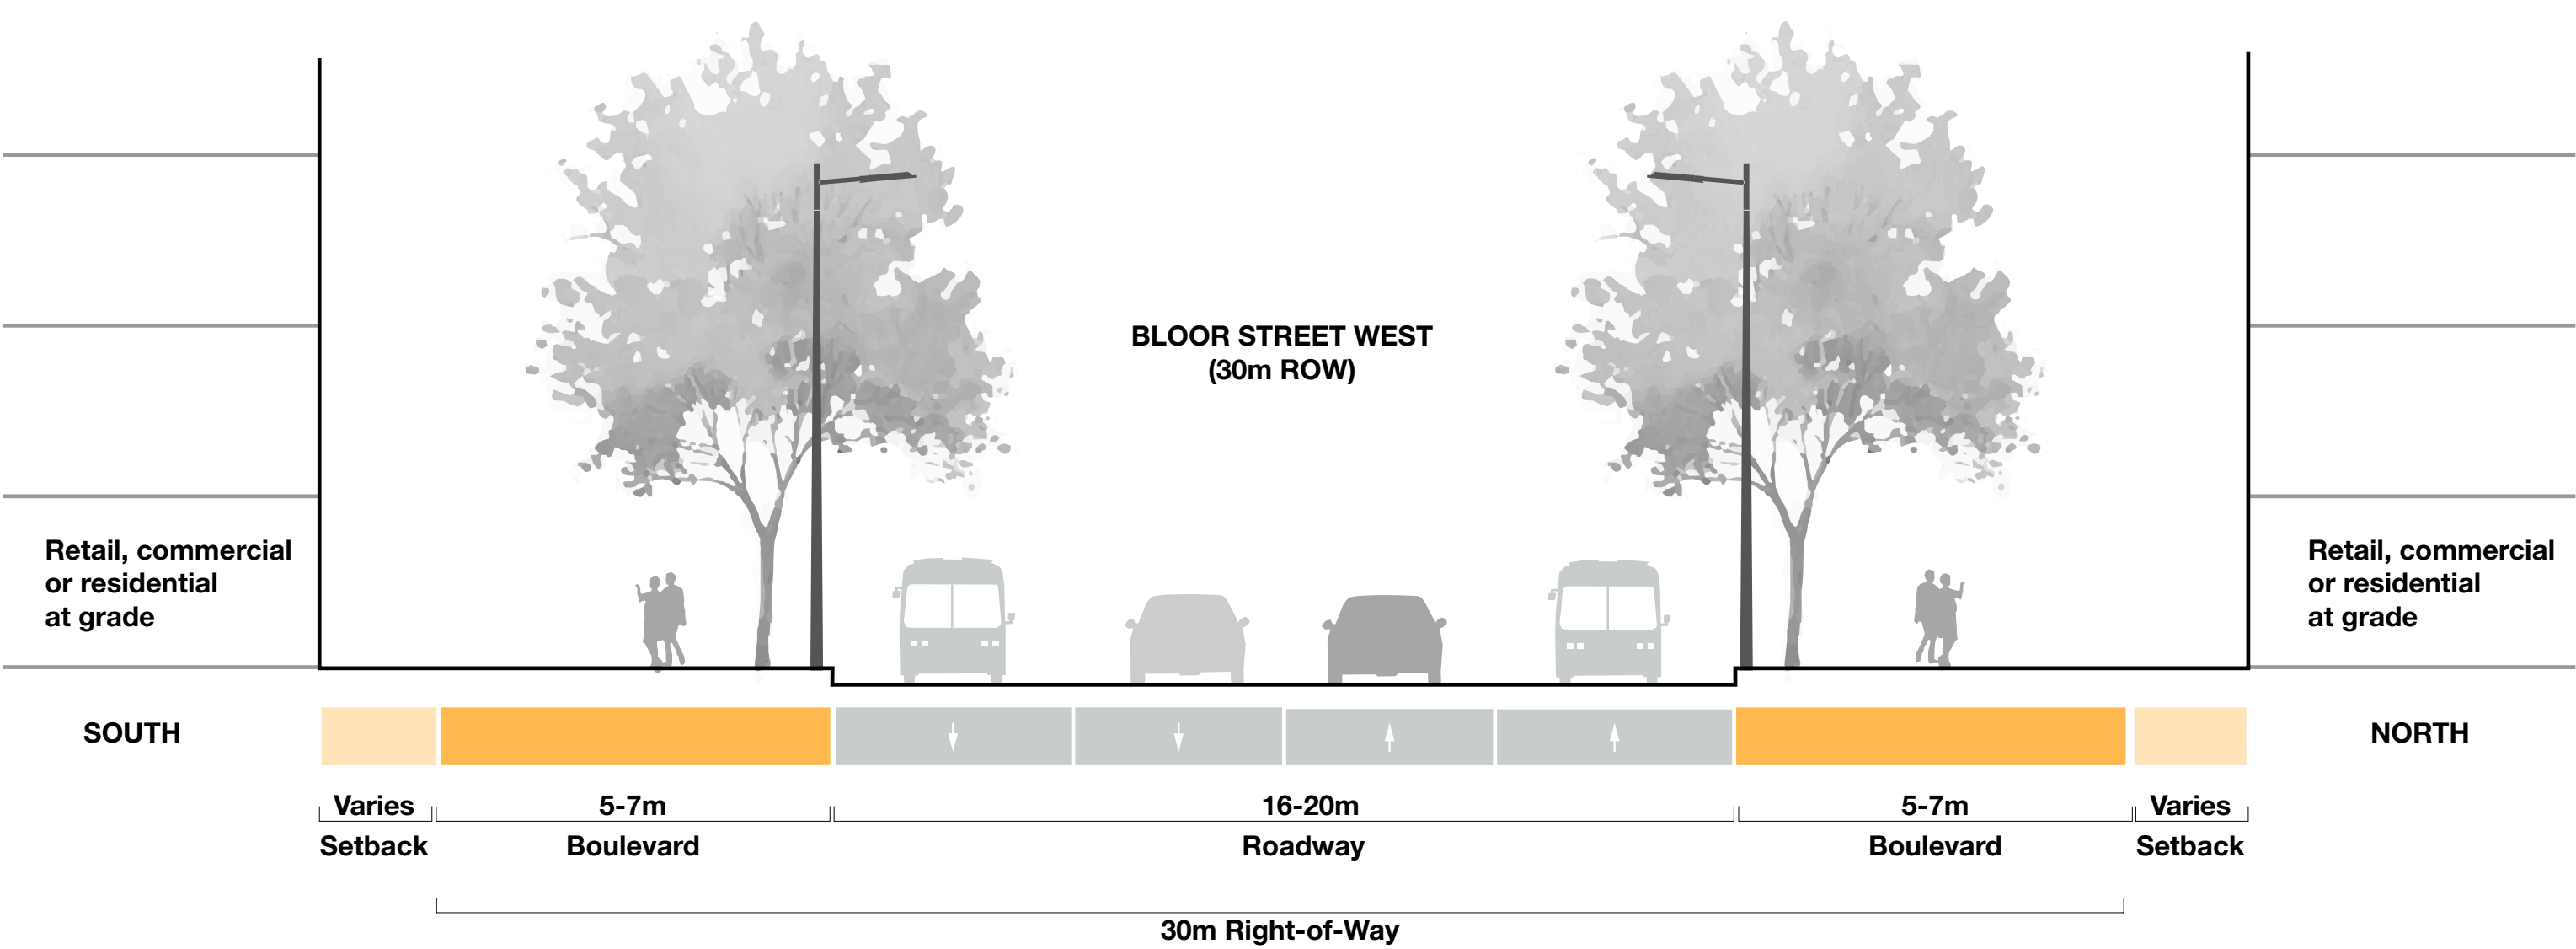 BLOOR STREET WEST
(30m ROW)
Retail, commercial
or residential
at grade
Retail, commercial
or residential
at grade
SOUTH
NORTH
Varies
5-7m
16-20m
5-7m
Varies
Setback
Boulevard
Roadway
Boulevard
Setback
30m Right-of-Way